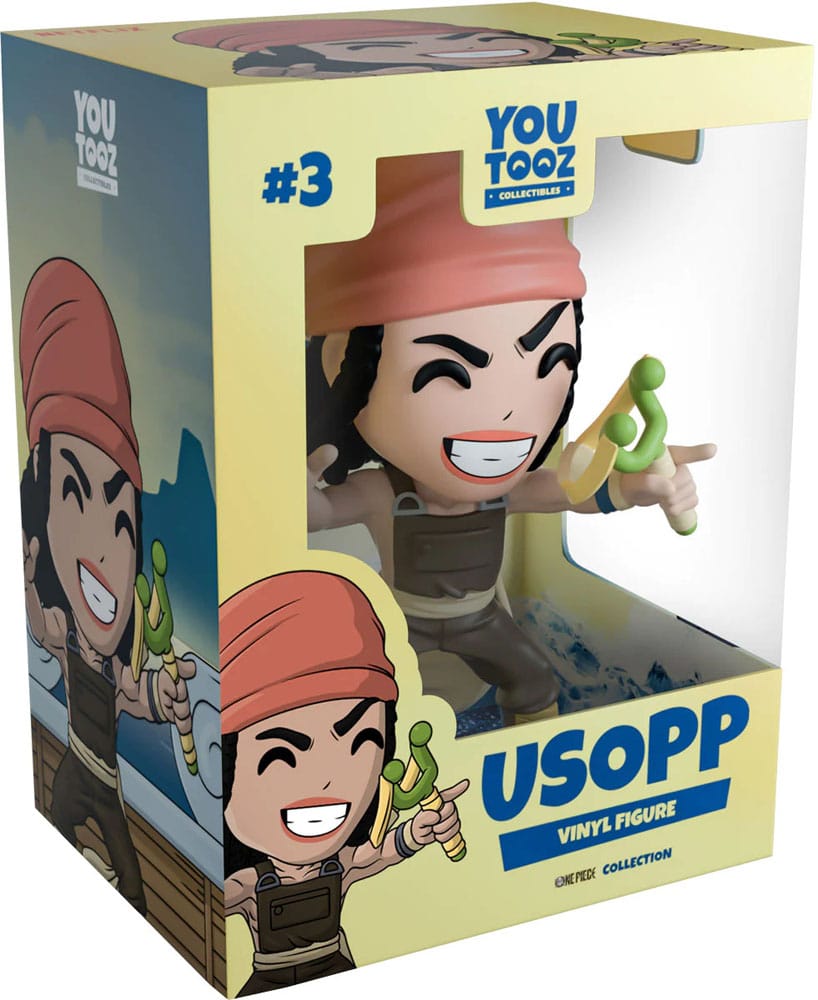 NETFLIX
YOU
TOOZ
COLLECTIBLES
#3
YOU
TOOZ
• COLLECTIBLES •
USOPP
VINYL FIGURE
ONE PIECE COLLECTION